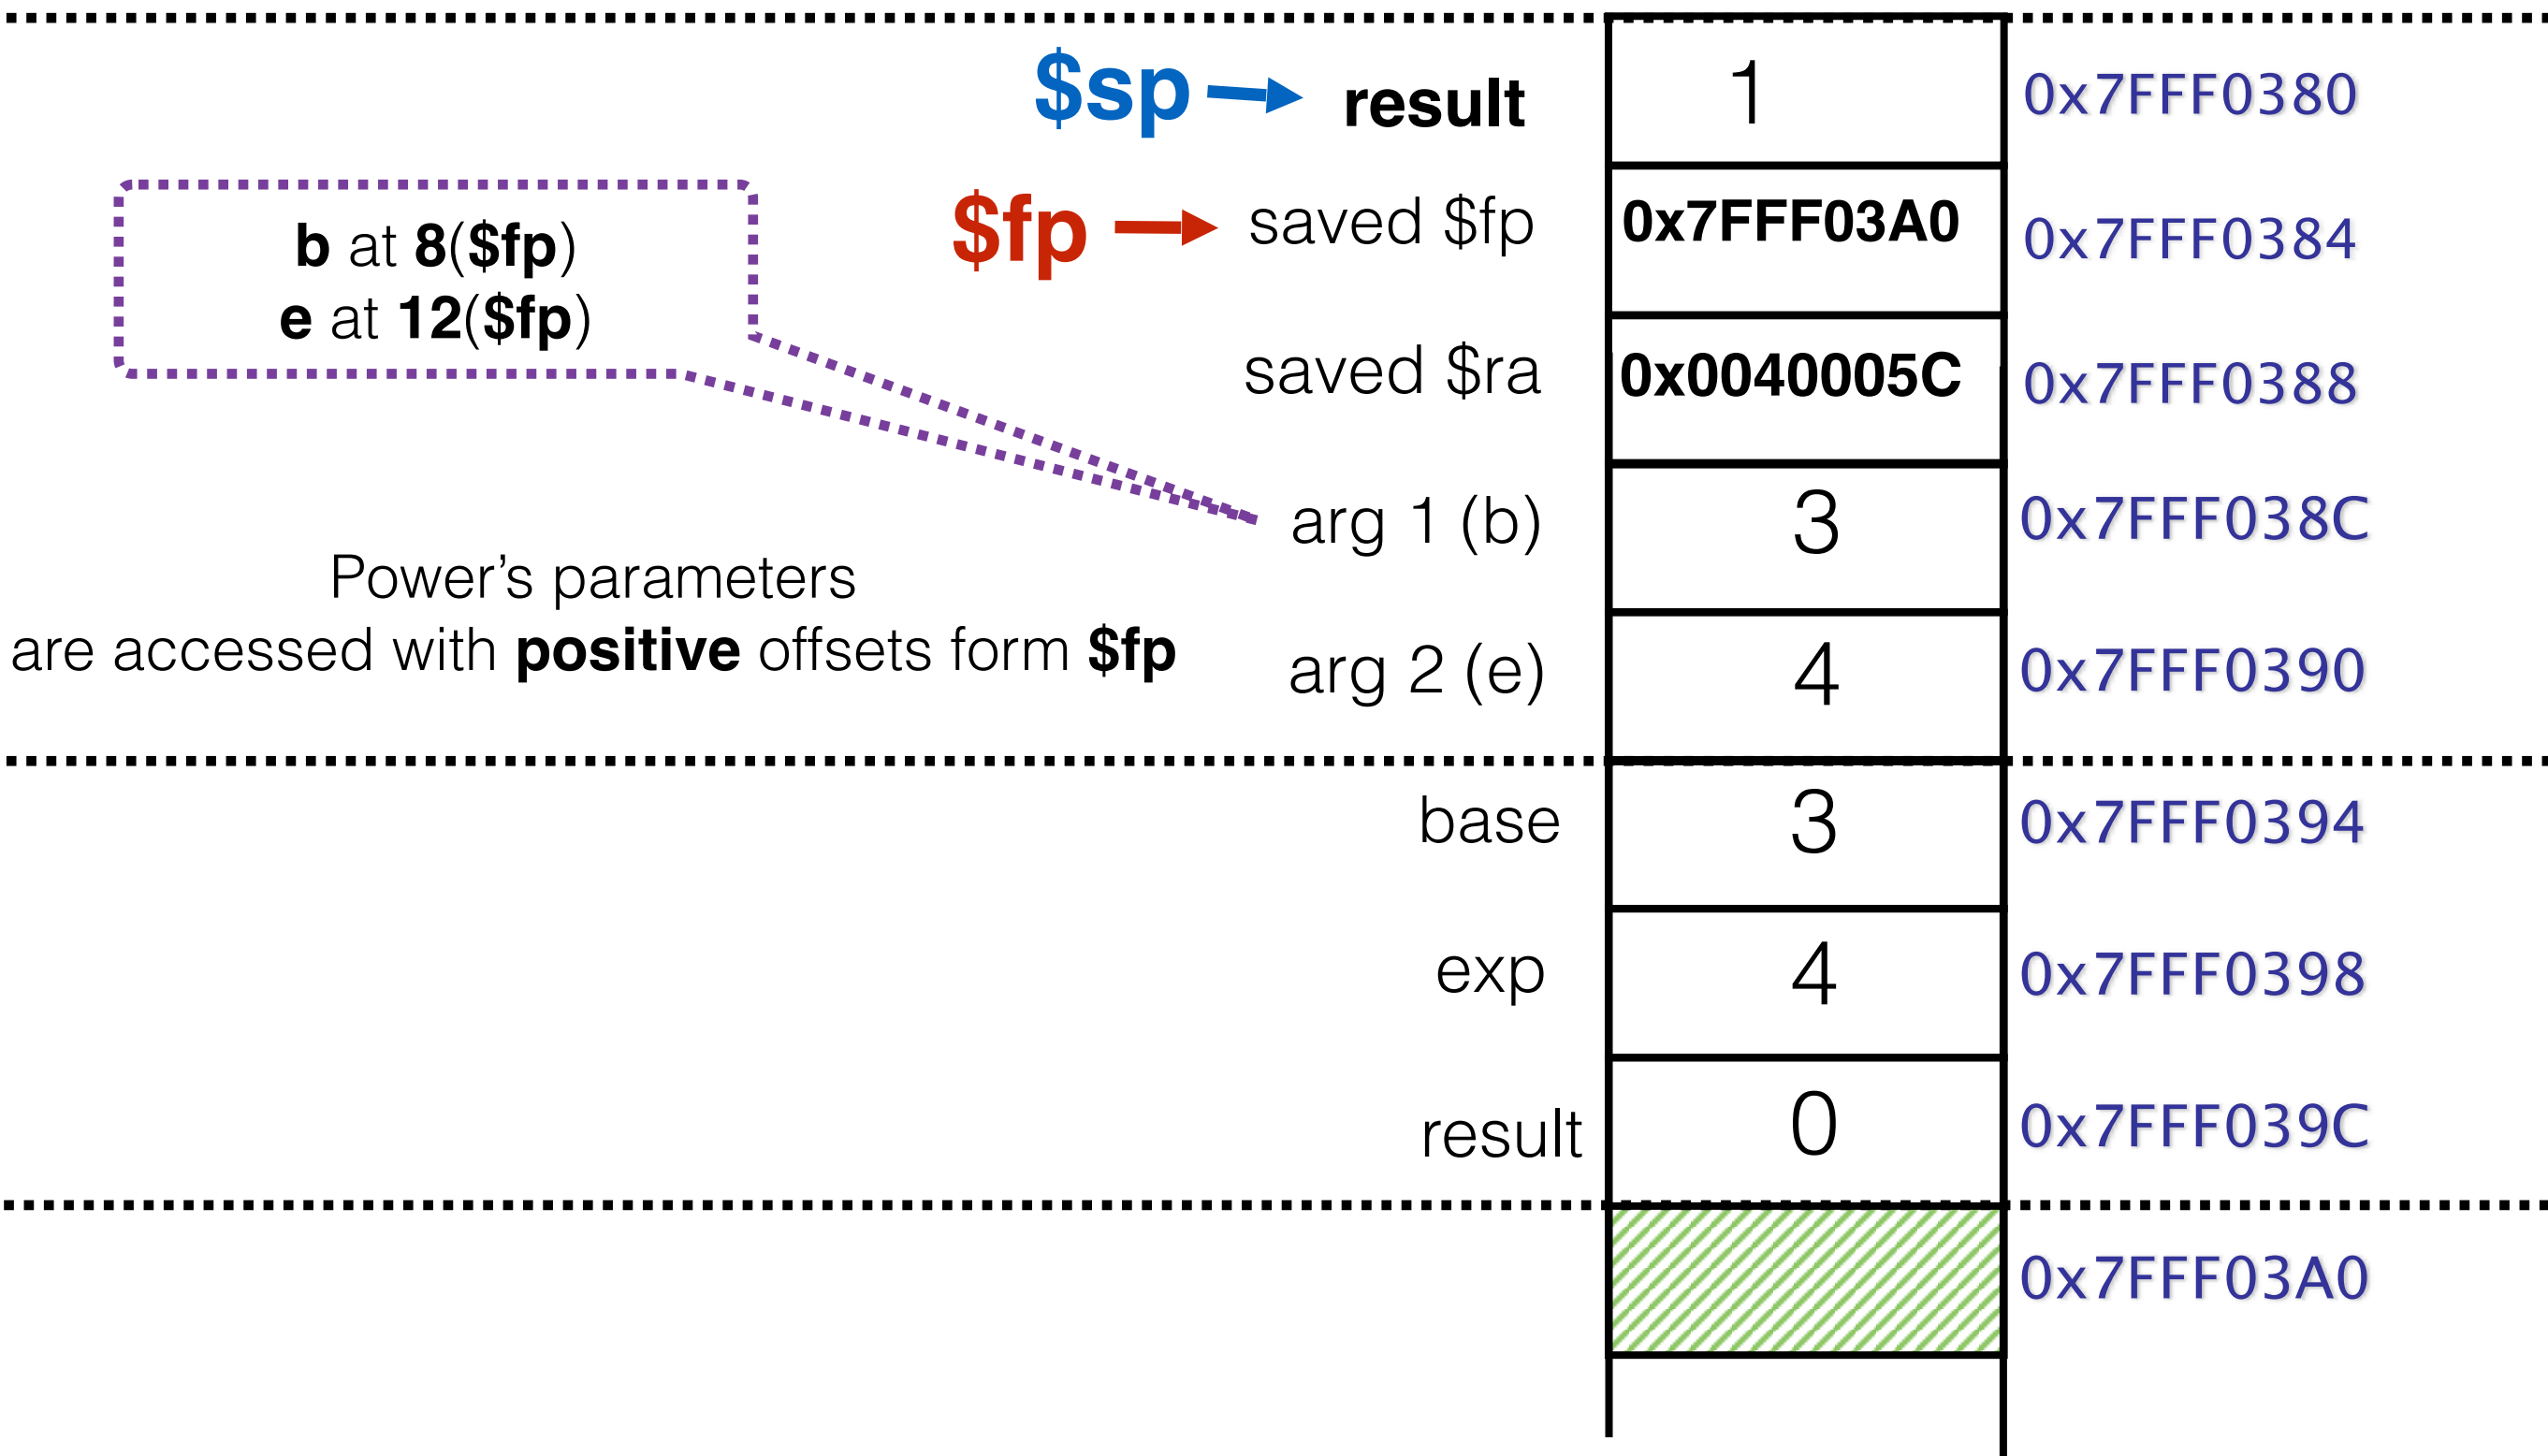 $sp result 1 0x7FFF0380
b at 8($fp)
e at 12($fp)
$fp saved $fp 0x7FFF03A0 0x7FFF0384
saved $ra 0x0040005C 0x7FFF0388
arg 1 (b) 3 0x7FFF038C
Power’s parameters
are accessed with positive offsets form $fp
arg 2 (e) 4 0x7FFF0390
base 3 0x7FFF0394
exp 4 0x7FFF0398
result 0 0x7FFF039C
0x7FFF03A0